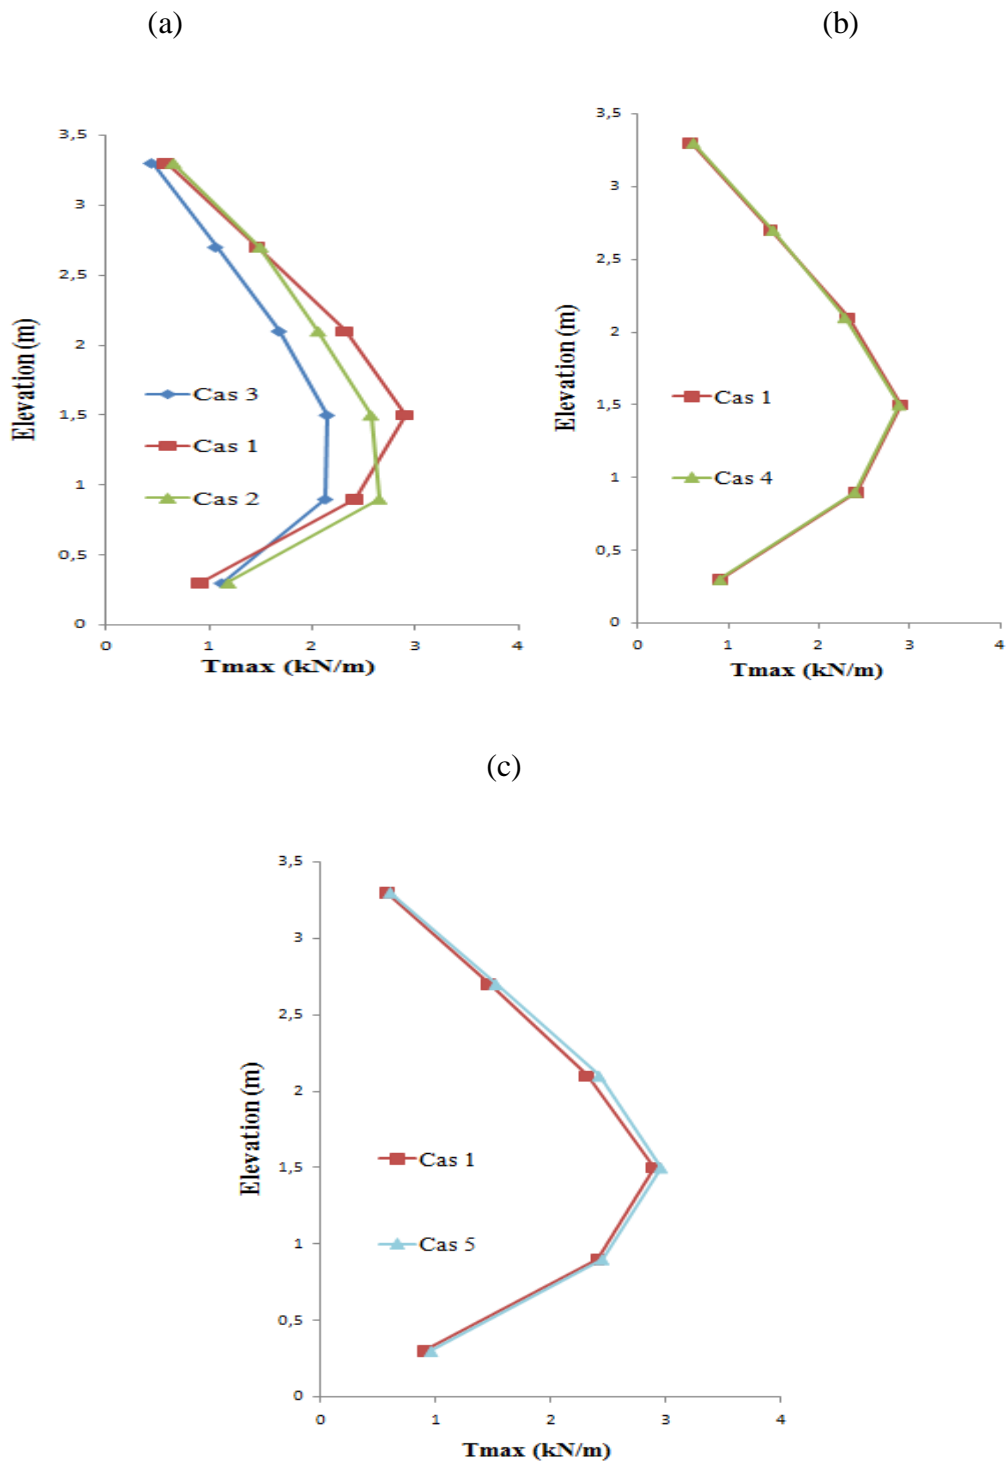 (a)
(b)
3,5
3
2,5
2
1,5
1
0,5
0
Elevation (m)
Cas 3
Cas 1
Cas 2
0 1 2 3 4
Tmax (kN/m)
3,5
3
2,5
2
1,5
1
0,5
0
Elevation (m)
Cas 1
Cas 4
0 1 2 3 4
Tmax (kN/m)
(c)
3,5
3
2,5
2
1,5
1
0,5
0
Elevation (m)
Cas 1
Cas 5
0 1 2 3 4
Tmax (kN/m)